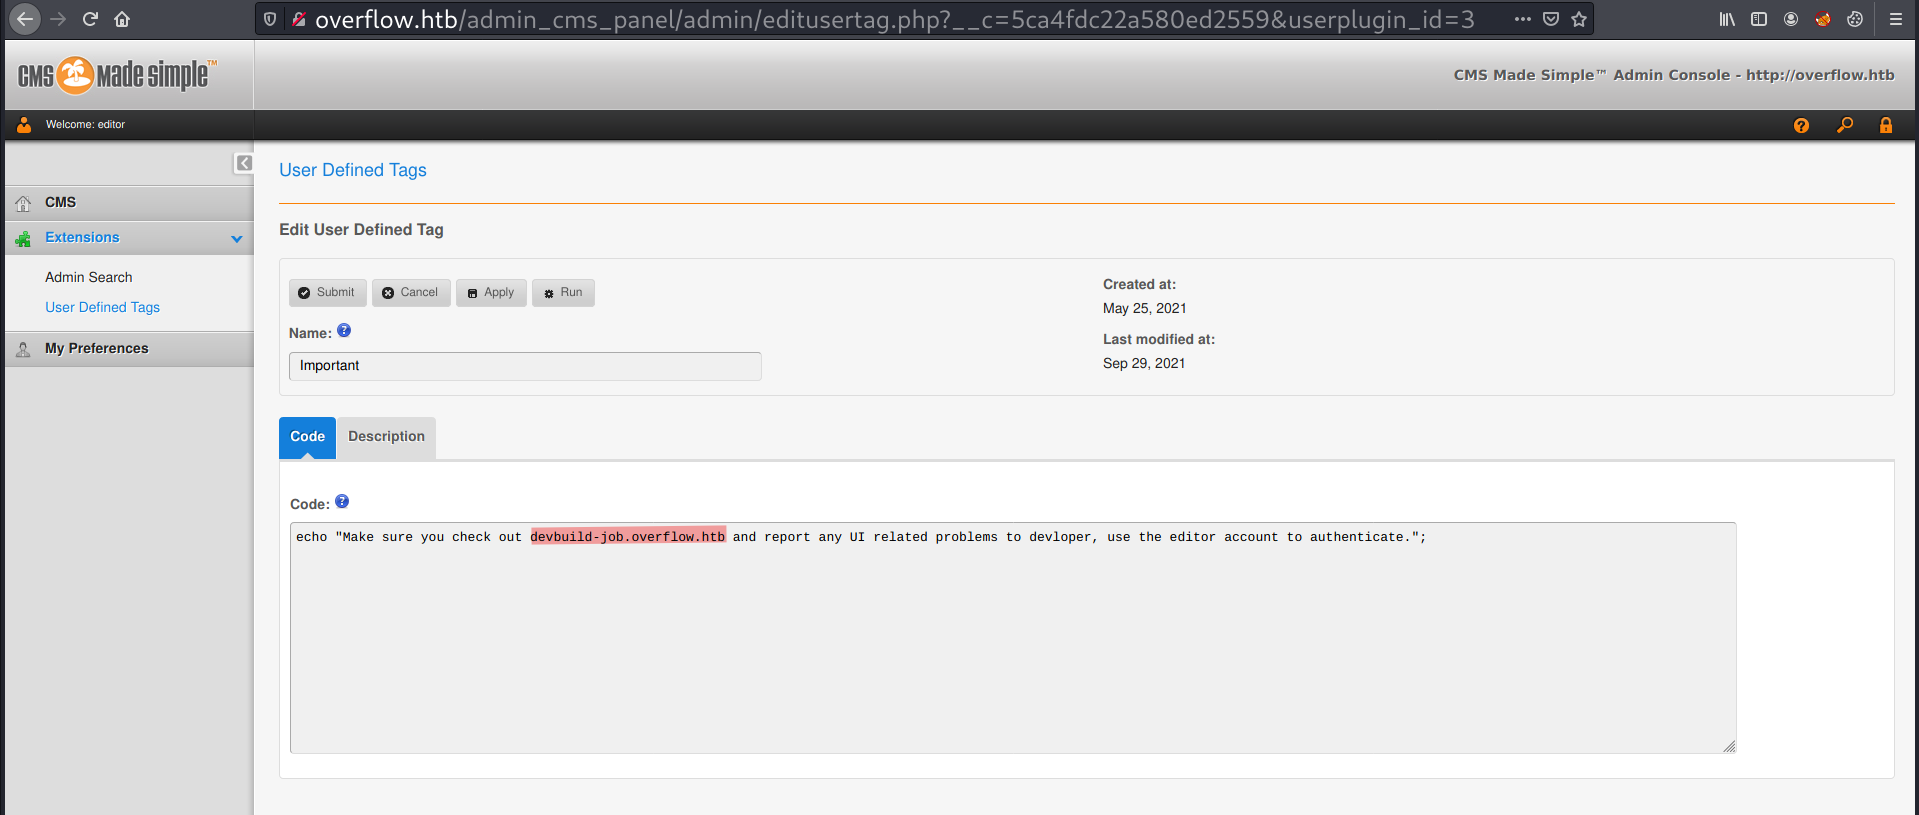 overflow.htb/admin_cms_panel/admin/editusertag.php?__c=5ca4fdc22a580ed2559&userplugin_id=3
CMS Made Simple™
CMS Made Simple™ Admin Console - http://overflow.htb
Welcome: editor
User Defined Tags
CMS
Extensions
Admin Search
User Defined Tags
My Preferences
Edit User Defined Tag
Submit Cancel Apply Run
Name:
Important
Created at:
May 25, 2021
Last modified at:
Sep 29, 2021
Code Description
Code:
echo "Make sure you check out devbuild-job.overflow.htb and report any UI related problems to devloper, use the editor account to authenticate.";